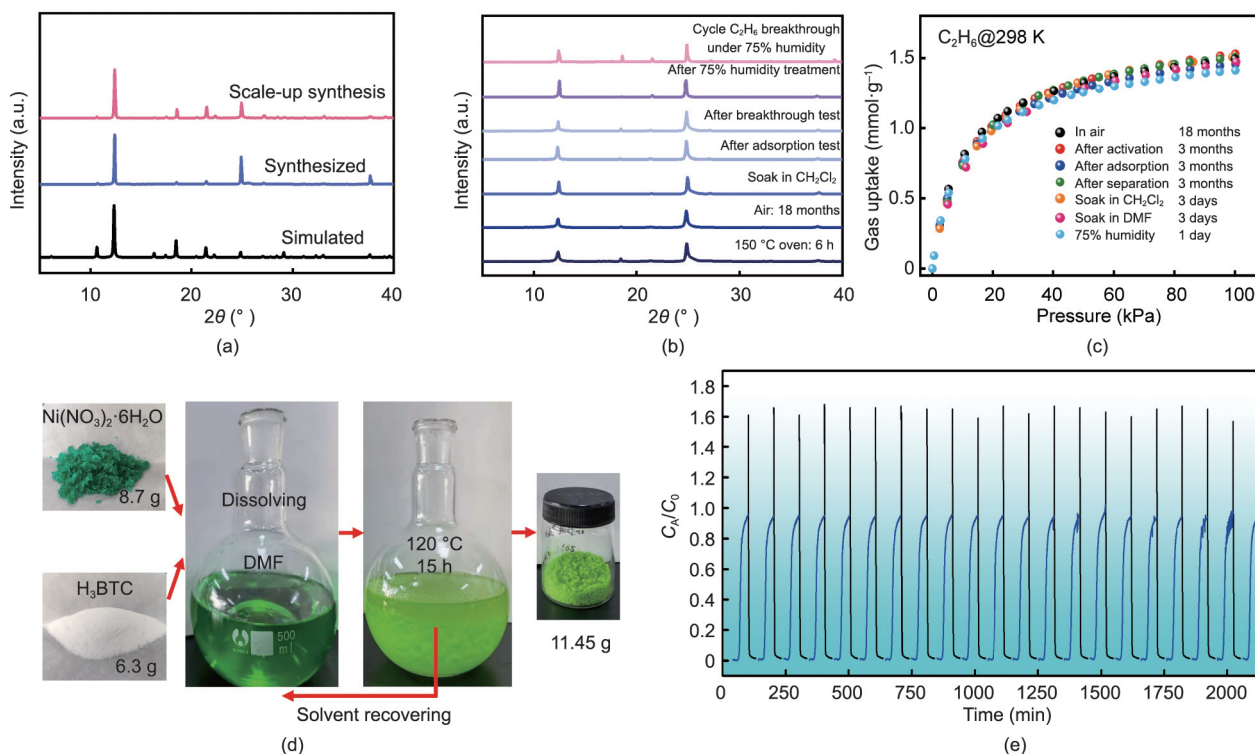 Intensity (a.u.)
Scale-up synthesis
Synthesized
Simulated
10 20 30 40
2θ (°)
(a)
Intensity (a.u.)
Cycle C₂H₆ breakthrough
under 75% humidity
After 75% humidity treatment
After breakthrough test
After adsorption test
Soak in CH₂Cl₂
Air: 18 months
150 °C oven: 6 h
10 20 30 40
2θ (°)
(b)
C₂H₆@298 K
Gas uptake (mmol·g⁻¹)
1.5
1.0
0.5
0
In air 18 months
After activation 3 months
After adsorption 3 months
After separation 3 months
Soak in CH₂Cl₂ 3 days
Soak in DMF 3 days
75% humidity 1 day
0 20 40 60 80 100
Pressure (kPa)
(c)
Ni(NO₃)₂·6H₂O
8.7 g
H₃BTC
6.3 g
Dissolving
DMF
500
ml
120 °C
15 h
11.45 g
Solvent recovering
(d)
C_A/C₀
1.8
1.6
1.4
1.2
1.0
0.8
0.6
0.4
0.2
0
0 250 500 750 1000 1250 1500 1750 2000
Time (min)
(e)